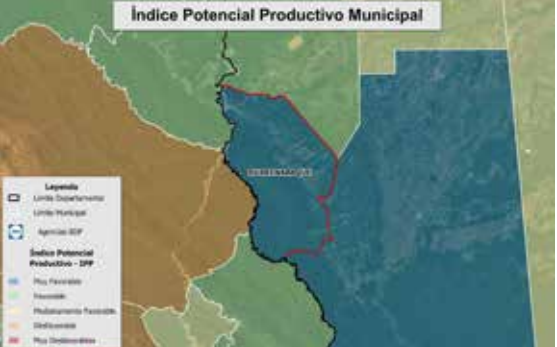 Índice Potencial Productivo Municipal
Leyenda
Límite Departamental
Límite Municipal
Agencias BDP
Índice Potencial
Productivo - IPP
Muy Favorable
Favorable
Medianamente Favorable
Desfavorable
Muy Desfavorable